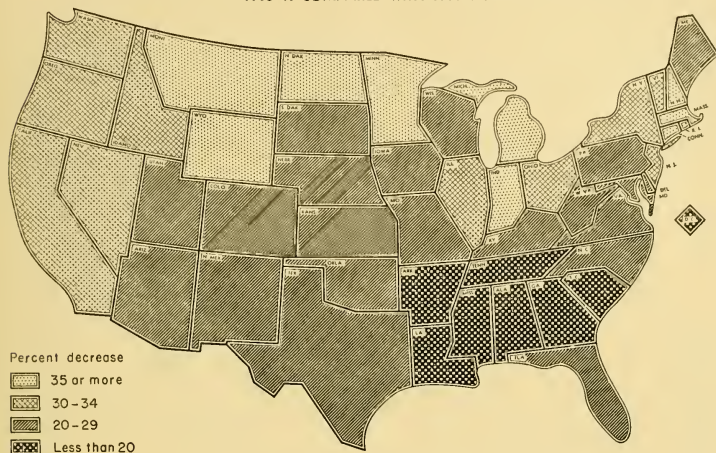 WASH.
MONT.
N. DAK.
MINN.
OREG.
IDAHO
WYO.
S. DAK.
WIS.
MICH.
N.Y.
ME.
N.H.
MASS.
R.I.
CONN.
CALIF.
NEV.
UTAH
COLO.
NEBR.
IOWA
ILL.
IND.
OHIO
PA.
N.J.
DEL.
MD.
W. VA.
VA.
D.C.
KANS.
MO.
KY.
ARIZ.
N. MEX.
OKLA.
TEX.
ARK.
TENN.
N.C.
S.C.
MISS.
ALA.
GA.
LA.
FLA.
Percent decrease
35 or more
30-34
20-29
Less than 20